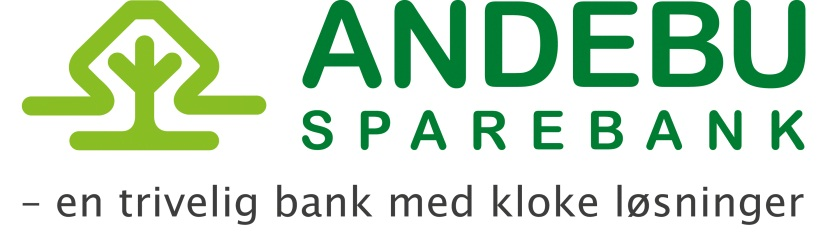 ANDEBU
SPAREBANK
– en trivelig bank med kloke løsninger